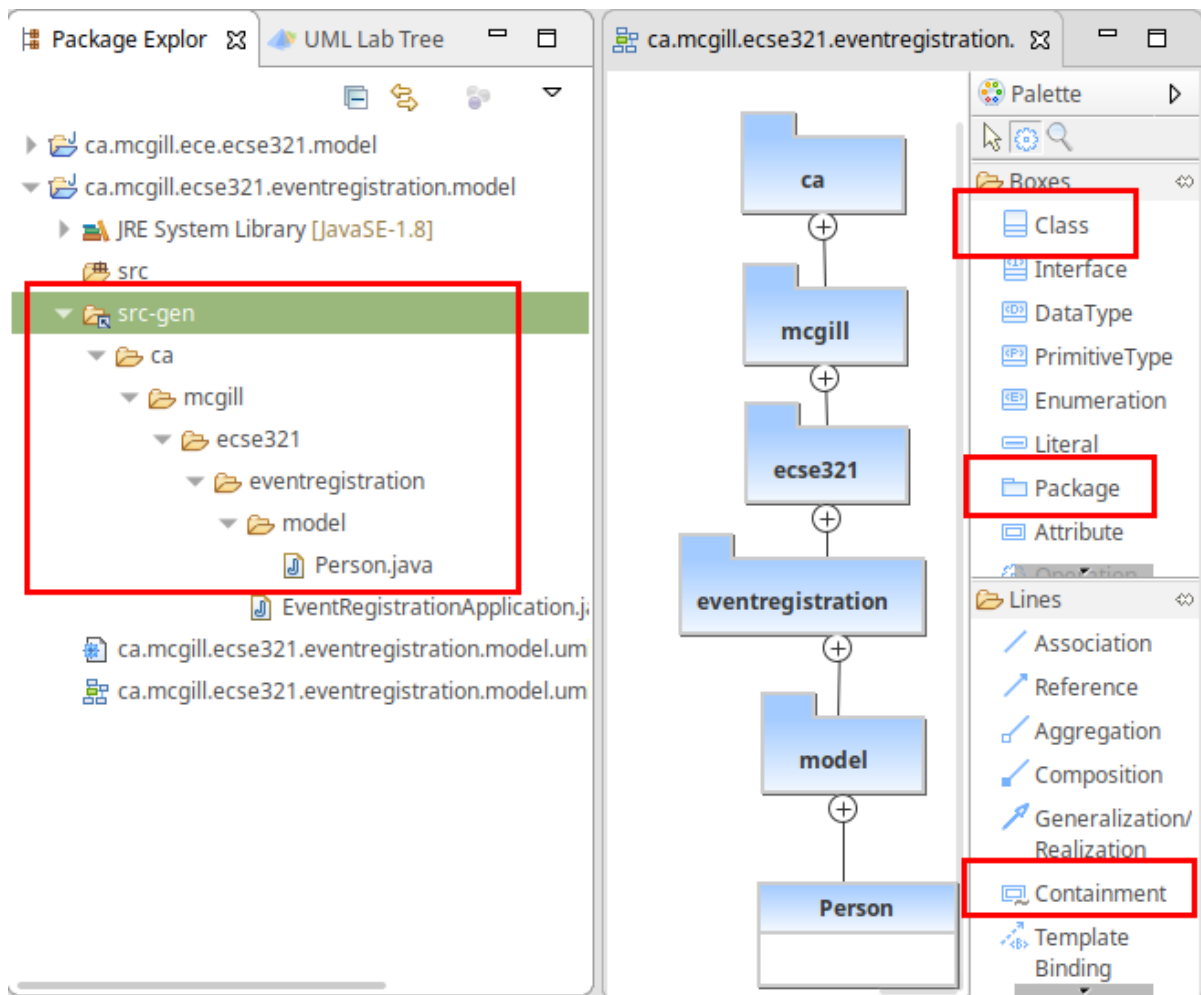 Package Explor
UML Lab Tree
ca.mcgill.ece.ecse321.model
ca.mcgill.ecse321.eventregistration.model
JRE System Library [JavaSE-1.8]
src
src-gen
ca
mcgill
ecse321
eventregistration
model
Person.java
EventRegistrationApplication.ja
ca.mcgill.ecse321.eventregistration.model.um
ca.mcgill.ecse321.eventregistration.model.um
ca.mcgill.ecse321.eventregistration.
ca
mcgill
ecse321
eventregistration
model
Person
Palette
Boxes
Class
Interface
DataType
PrimitiveType
Enumeration
Literal
Package
Attribute
Operation
Lines
Association
Reference
Aggregation
Composition
Generalization/
Realization
Containment
Template
Binding